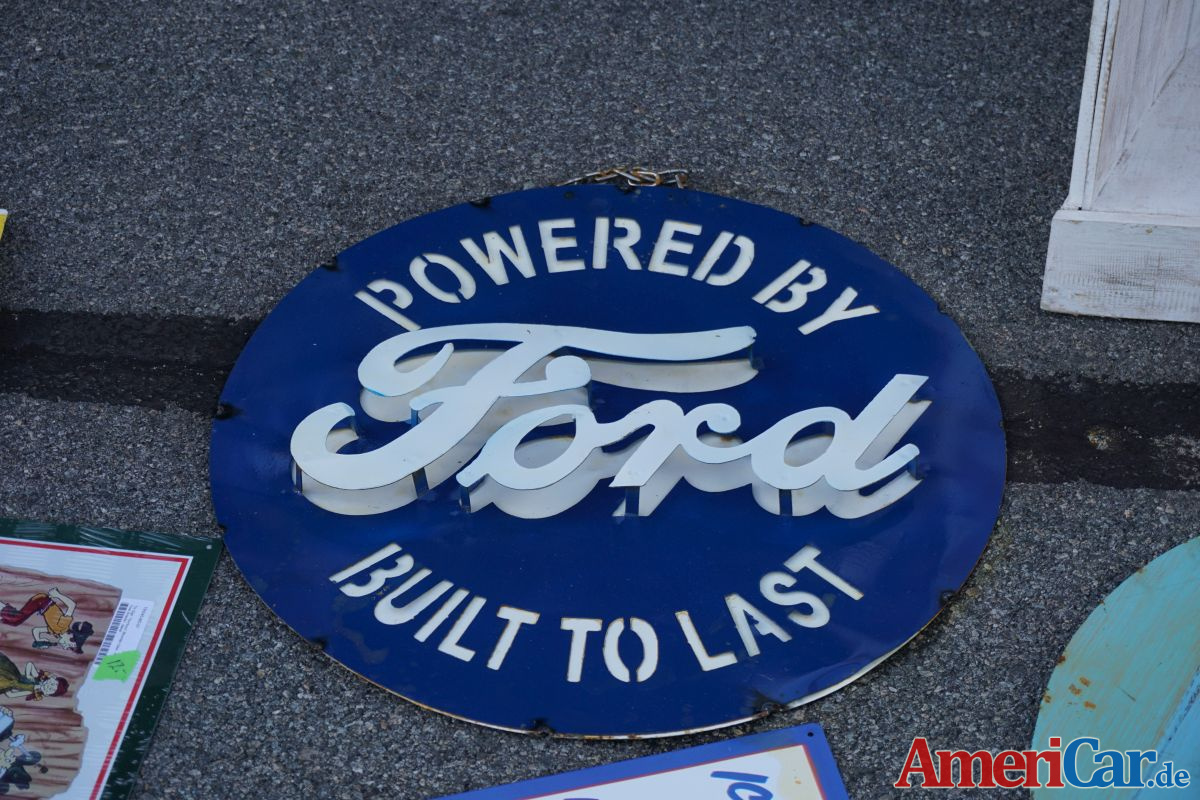 POWERED BY
Ford
BUILT TO LAST
AmeriCar.de